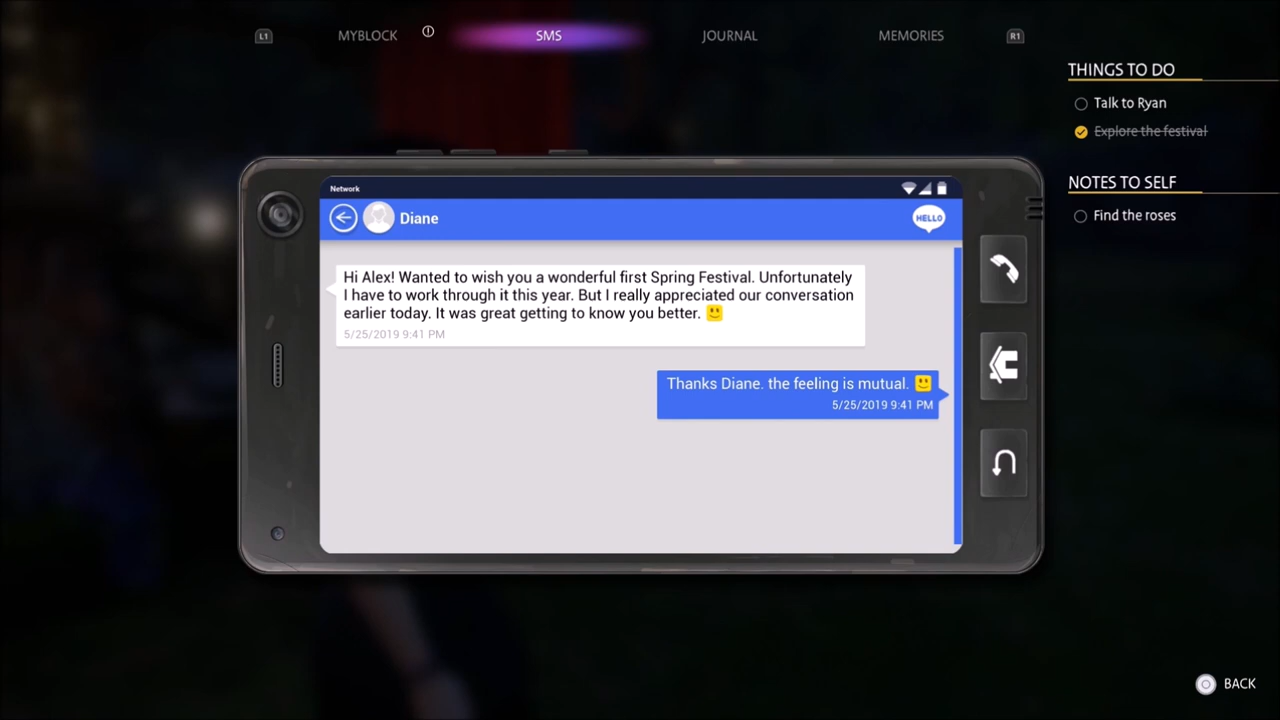 L1
MYBLOCK
SMS
JOURNAL
MEMORIES
R1
THINGS TO DO
Talk to Ryan
Explore the festival
NOTES TO SELF
Find the roses
Network
Diane
HELLO
Hi Alex! Wanted to wish you a wonderful first Spring Festival. Unfortunately
I have to work through it this year. But I really appreciated our conversation
earlier today. It was great getting to know you better. 🙂
5/25/2019 9:41 PM
Thanks Diane. the feeling is mutual. 🙂
5/25/2019 9:41 PM
BACK